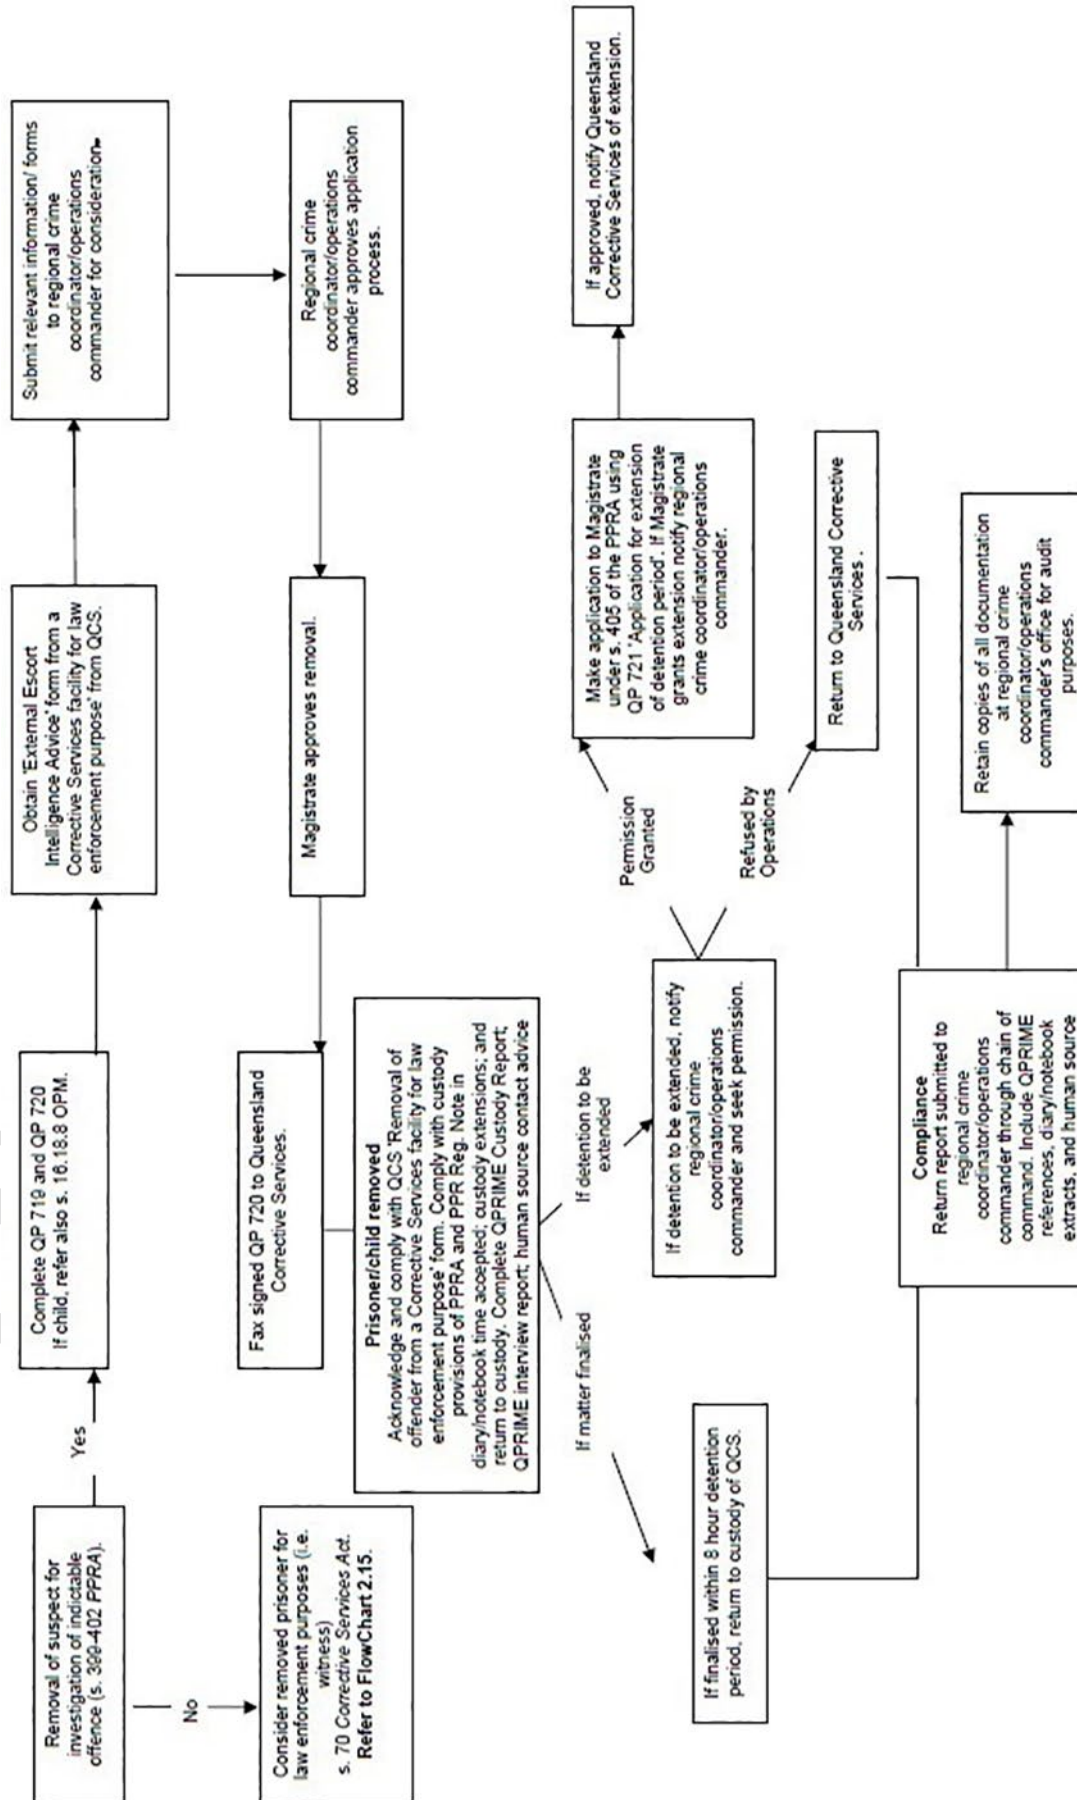 Removal of suspect for
investigation of indictable
offence (s. 399-402 PPRA).
Yes
Complete QP 719 and QP 720
If child, refer also s. 16.18.8 OPM.
Obtain 'External Escort
Intelligence Advice' form from a
Corrective Services facility for law
enforcement purpose' from QCS.
Submit relevant information/ forms
to regional crime
coordinator/operations
commander for consideration.
No
Consider removed prisoner for
law enforcement purposes (i.e.
witness)
s. 70 Corrective Services Act.
Refer to FlowChart 2.15.
Fax signed QP 720 to Queensland
Corrective Services.
Magistrate approves removal.
Regional crime
coordinator/operations
commander approves application
process.
Prisoner/child removed
Acknowledge and comply with QCS 'Removal of
offender from a Corrective Services facility for law
enforcement purpose' form. Comply with custody
provisions of PPRA and PPR Reg. Note in
diary/notebook time accepted; custody extensions; and
return to custody. Complete QPRIME Custody Report;
QPRIME interview report; human source contact advice
If matter finalised
If detention to be
extended
If finalised within 8 hour detention
period, return to custody of QCS.
If detention to be extended, notify
regional crime
coordinator/operations
commander and seek permission.
Permission
Granted
Refused by
Operations
Make application to Magistrate
under s. 405 of the PPRA using
QP 721 'Application for extension
of detention period'. If Magistrate
grants extension notify regional
crime coordinator/operations
commander.
If approved, notify Queensland
Corrective Services of extension.
Return to Queensland Corrective
Services .
Compliance
Return report submitted to
regional crime
coordinator/operations
commander through chain of
command. Include QPRIME
references, diary/notebook
extracts, and human source
Retain copies of all documentation
at regional crime
coordinator/operations
commander's office for audit
purposes.